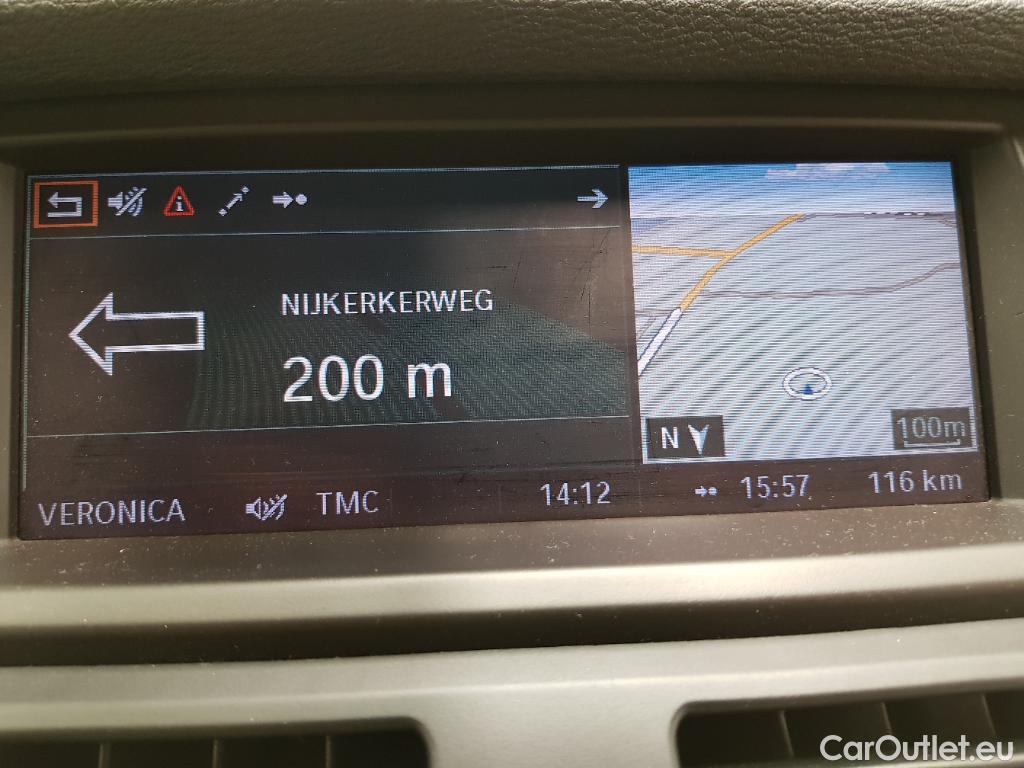 NIJKERKERWEG
200 m
N
100m
VERONICA TMC 14:12 15:57 116 km
CarOutlet.eu